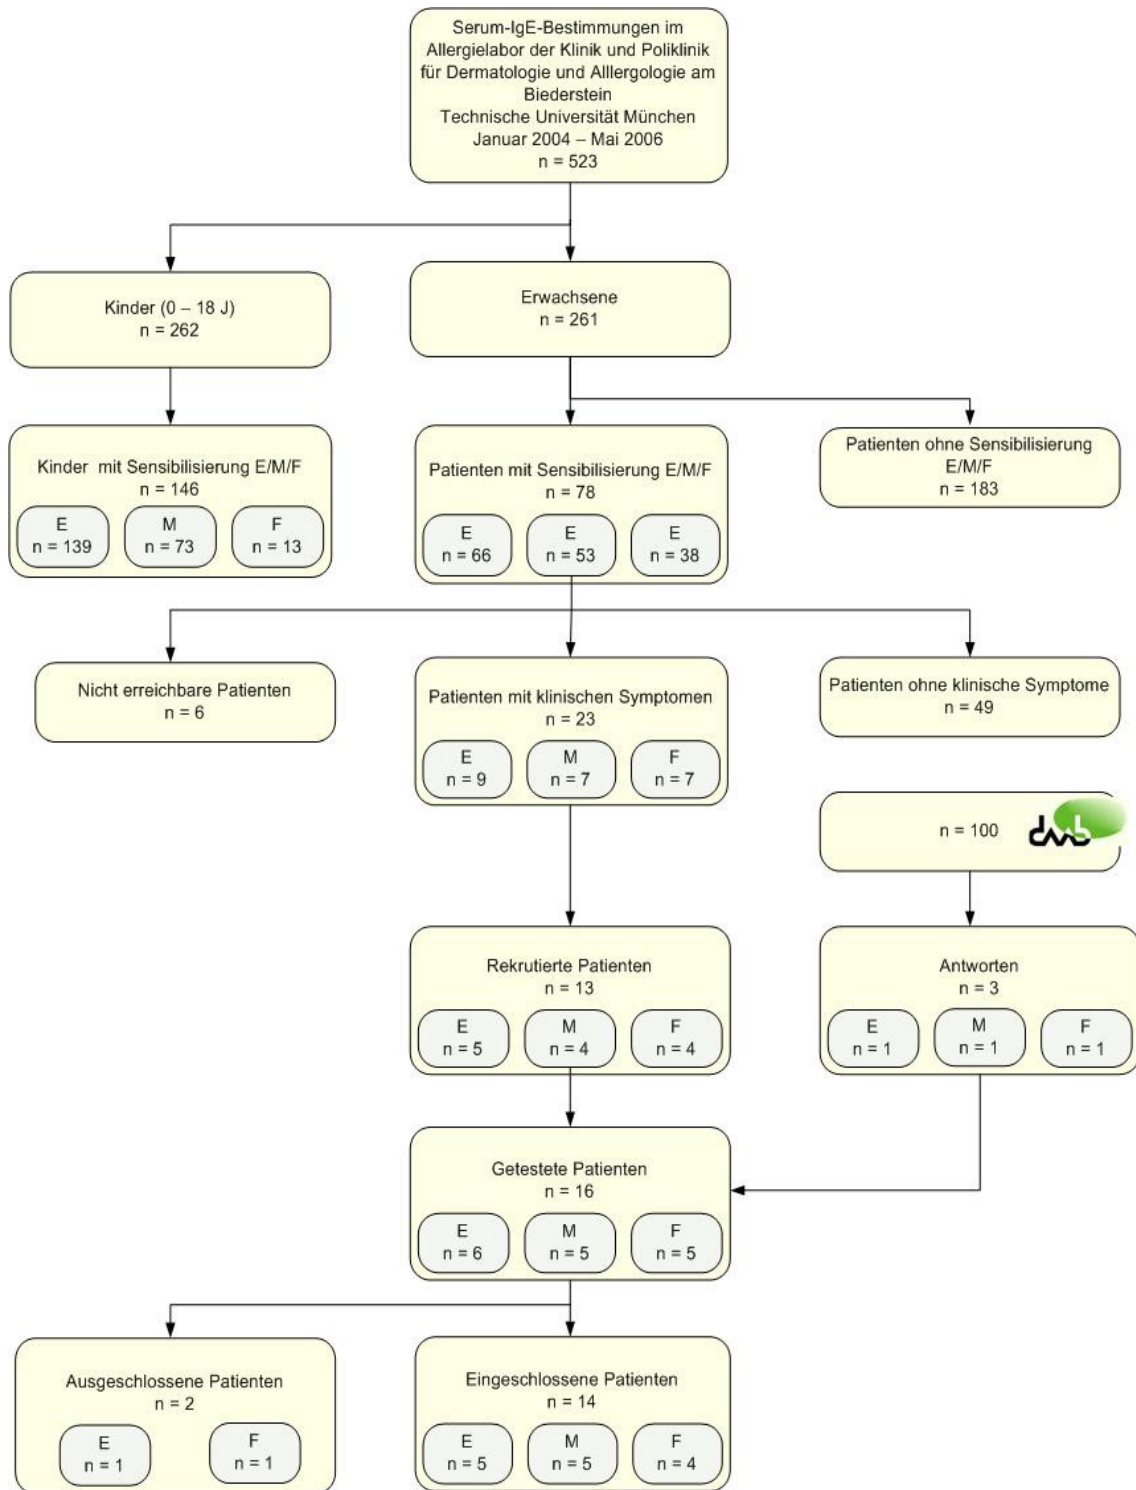 Serum-IgE-Bestimmungen im
Allergielabor der Klinik und Poliklinik
für Dermatologie und Alllergologie am
Biederstein
Technische Universität München
Januar 2004 – Mai 2006
n = 523
Kinder (0 – 18 J)
n = 262
Erwachsene
n = 261
Kinder mit Sensibilisierung E/M/F
n = 146
E
n = 139
M
n = 73
F
n = 13
Patienten mit Sensibilisierung E/M/F
n = 78
E
n = 66
E
n = 53
E
n = 38
Patienten ohne Sensibilisierung
E/M/F
n = 183
Nicht erreichbare Patienten
n = 6
Patienten mit klinischen Symptomen
n = 23
E
n = 9
M
n = 7
F
n = 7
Patienten ohne klinische Symptome
n = 49
n = 100
daab
Rekrutierte Patienten
n = 13
E
n = 5
M
n = 4
F
n = 4
Antworten
n = 3
E
n = 1
M
n = 1
F
n = 1
Getestete Patienten
n = 16
E
n = 6
M
n = 5
F
n = 5
Ausgeschlossene Patienten
n = 2
E
n = 1
F
n = 1
Eingeschlossene Patienten
n = 14
E
n = 5
M
n = 5
F
n = 4